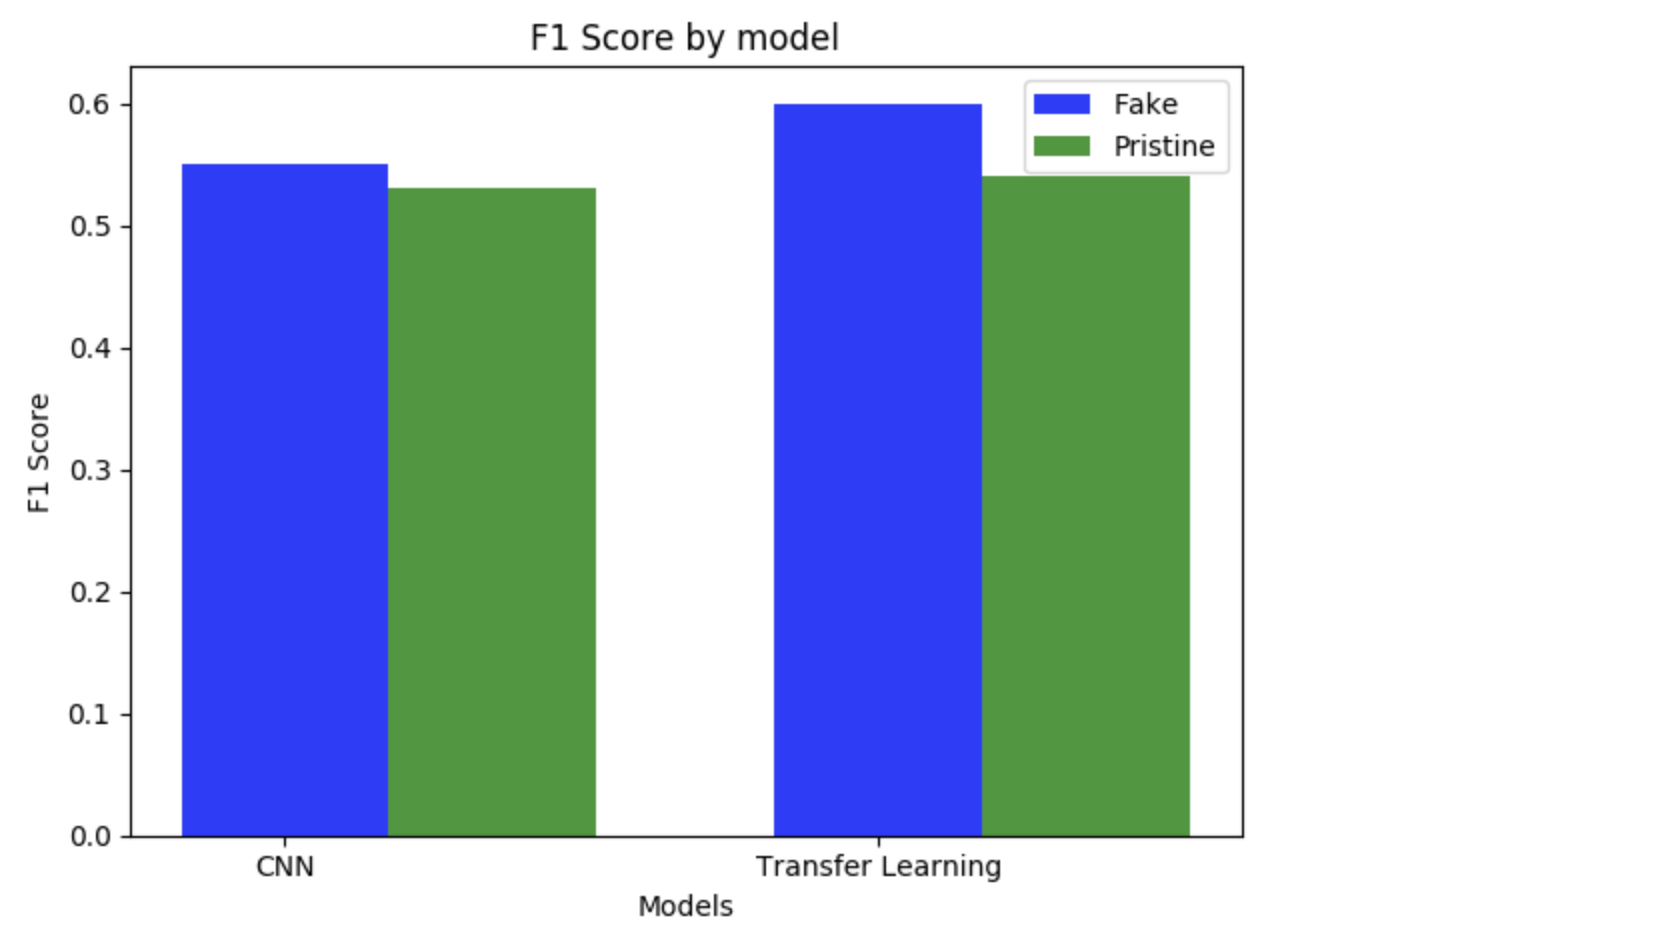 F1 Score by model
Fake
Pristine
0.6
0.5
0.4
0.3
0.2
0.1
0.0
F1 Score
CNN
Transfer Learning
Models